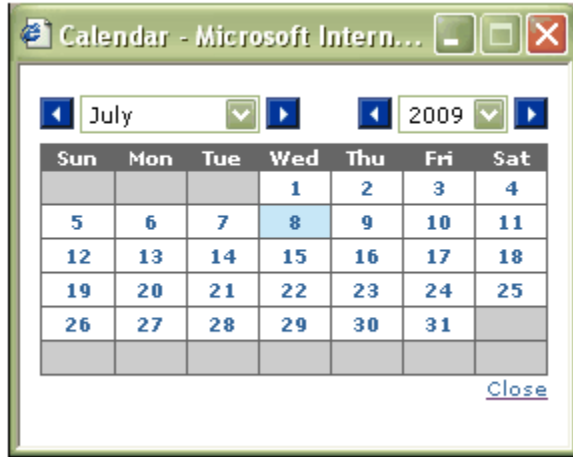 Calendar - Microsoft Intern...
July 2009
Sun Mon Tue Wed Thu Fri Sat
1 2 3 4
5 6 7 8 9 10 11
12 13 14 15 16 17 18
19 20 21 22 23 24 25
26 27 28 29 30 31
Close